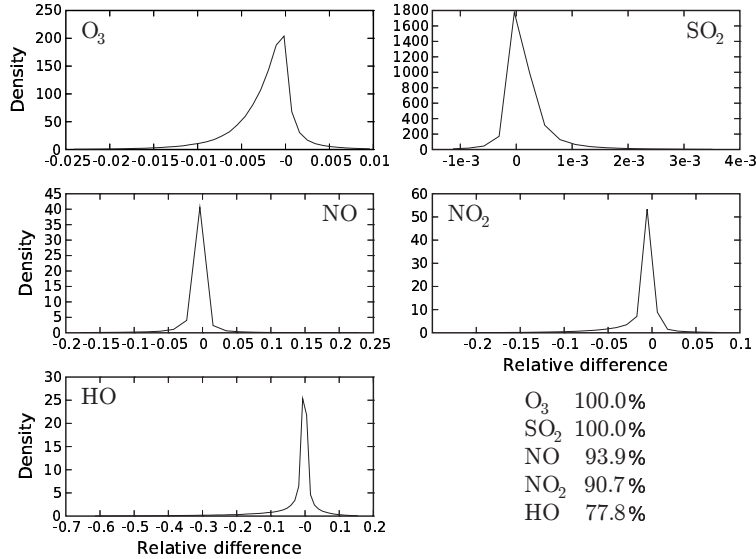 250
200
150
100
50
0
Density
O3
-0.025 -0.02 -0.015 -0.01 -0.005 -0 0.005 0.01
1800
1600
1400
1200
1000
800
600
400
200
0
SO2
-1e-3 0 1e-3 2e-3 3e-3 4e-3
45
40
35
30
25
20
15
10
5
0
Density
NO
-0.2 -0.15 -0.1 -0.05 0 0.05 0.1 0.15 0.2 0.25
60
50
40
30
20
10
0
NO2
-0.2 -0.1 0 0.1
Relative difference
30
25
20
15
10
5
0
Density
HO
-0.7 -0.6 -0.5 -0.4 -0.3 -0.2 -0.1 -0 0.1 0.2
Relative difference
O3 100.0%
SO2 100.0%
NO 93.9%
NO2 90.7%
HO 77.8%